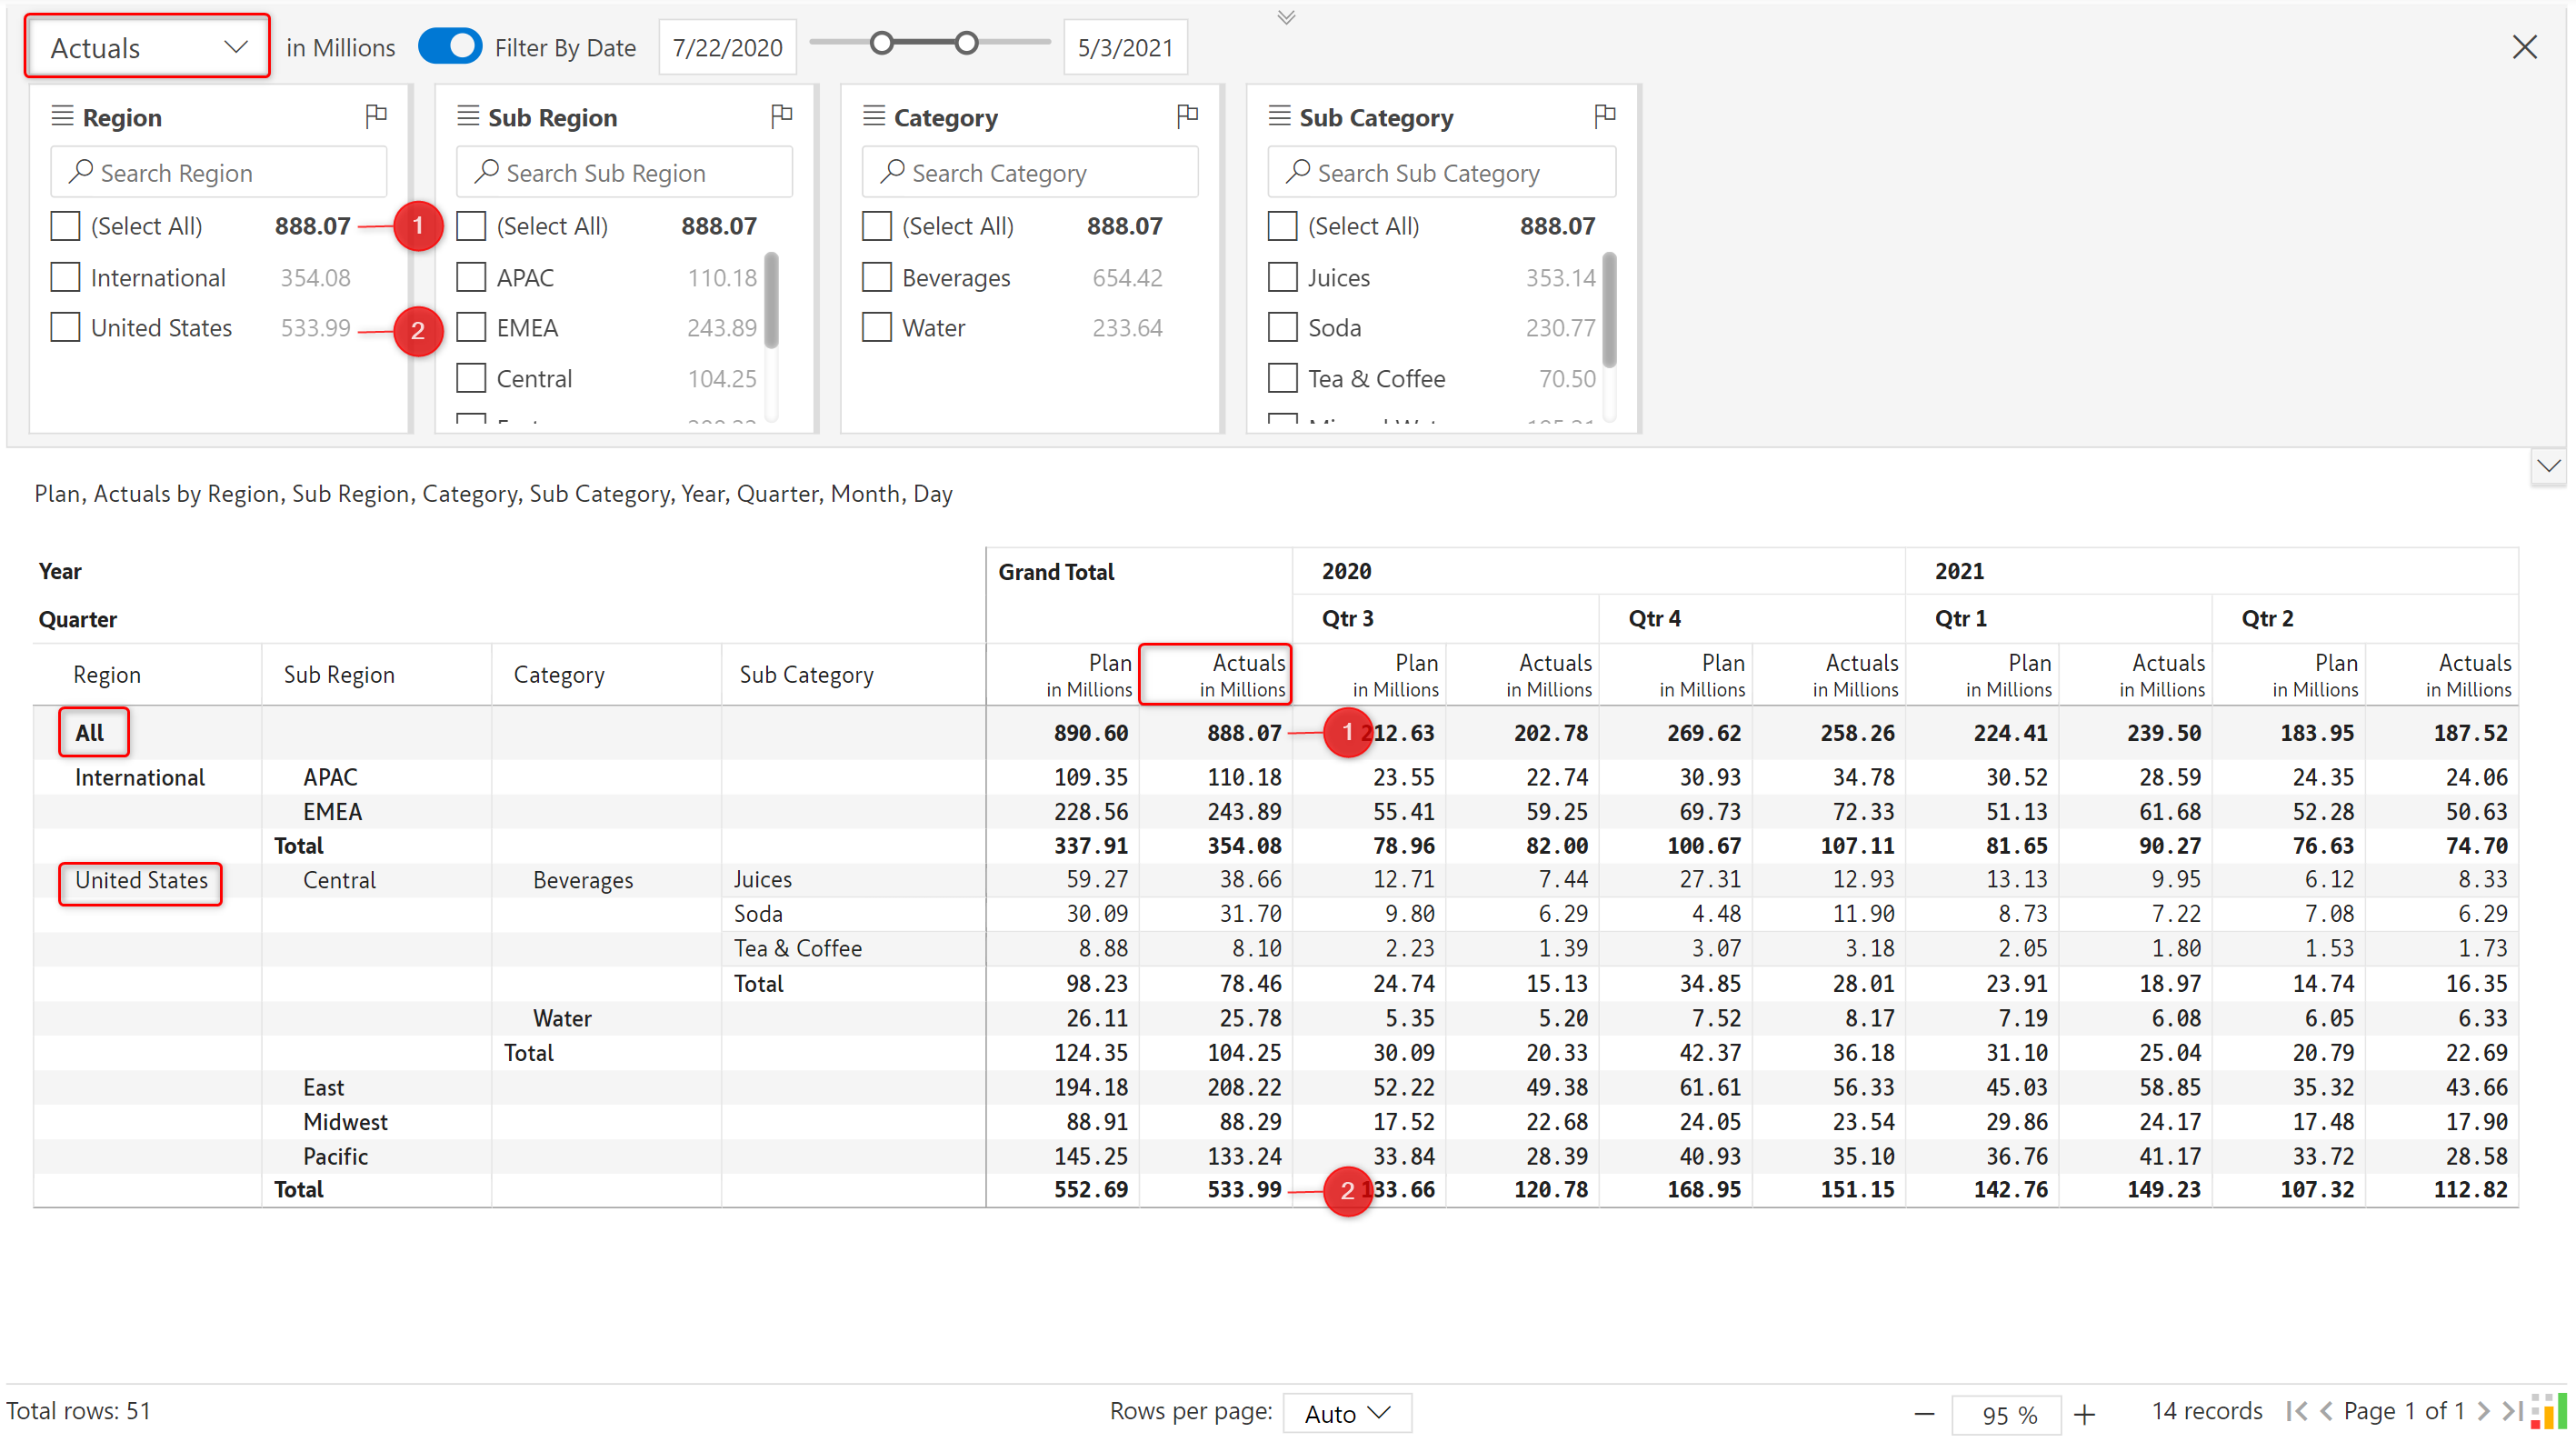 Actuals in Millions Filter By Date 7/22/2020 5/3/2021
Region Sub Region Category Sub Category
Search Region Search Sub Region Search Category Search Sub Category
(Select All) 888.07 1 (Select All) 888.07 (Select All) 888.07 (Select All) 888.07
International 354.08 APAC 110.18 Beverages 654.42 Juices 353.14
United States 533.99 2 EMEA 243.89 Water 233.64 Soda 230.77
Central 104.25 Tea & Coffee 70.50
Plan, Actuals by Region, Sub Region, Category, Sub Category, Year, Quarter, Month, Day
Year Grand Total 2020 2021
Quarter Qtr 3 Qtr 4 Qtr 1 Qtr 2
Region Sub Region Category Sub Category Plan Actuals Plan Actuals Plan Actuals Plan Actuals Plan Actuals
in Millions in Millions in Millions in Millions in Millions in Millions in Millions in Millions in Millions in Millions
All 890.60 888.07 1 212.63 202.78 269.62 258.26 224.41 239.50 183.95 187.52
International APAC 109.35 110.18 23.55 22.74 30.93 34.78 30.52 28.59 24.35 24.06
EMEA 228.56 243.89 55.41 59.25 69.73 72.33 51.13 61.68 52.28 50.63
Total 337.91 354.08 78.96 82.00 100.67 107.11 81.65 90.27 76.63 74.70
United States Central Beverages Juices 59.27 38.66 12.71 7.44 27.31 12.93 13.13 9.95 6.12 8.33
Soda 30.09 31.70 9.80 6.29 4.48 11.90 8.73 7.22 7.08 6.29
Tea & Coffee 8.88 8.10 2.23 1.39 3.07 3.18 2.05 1.80 1.53 1.73
Total 98.23 78.46 24.74 15.13 34.85 28.01 23.91 18.97 14.74 16.35
Water 26.11 25.78 5.35 5.20 7.52 8.17 7.19 6.08 6.05 6.33
Total 124.35 104.25 30.09 20.33 42.37 36.18 31.10 25.04 20.79 22.69
East 194.18 208.22 52.22 49.38 61.61 56.33 45.03 58.85 35.32 43.66
Midwest 88.91 88.29 17.52 22.68 24.05 23.54 29.86 24.17 17.48 17.90
Pacific 145.25 133.24 33.84 28.39 40.93 35.10 36.76 41.17 33.72 28.58
Total 552.69 533.99 2 133.66 120.78 168.95 151.15 142.76 149.23 107.32 112.82
Total rows: 51 Rows per page: Auto 95 % 14 records Page 1 of 1